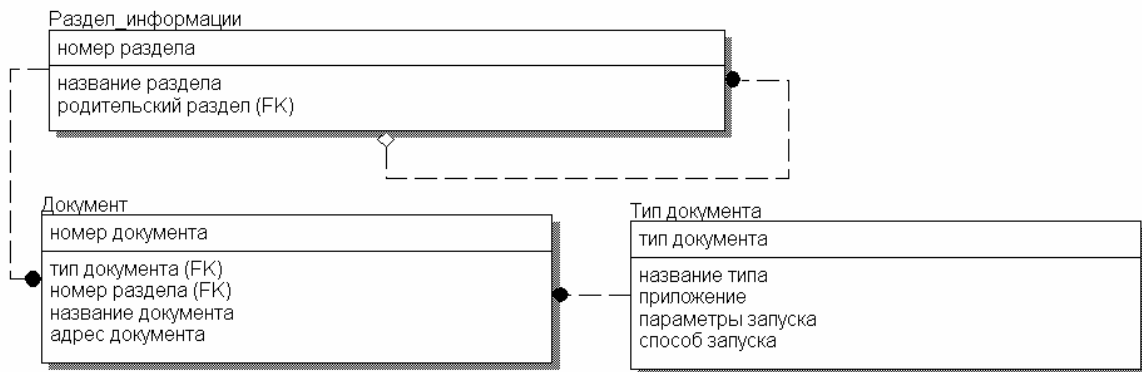 Раздел_информации
номер раздела
название раздела
родительский раздел (FK)
Документ
номер документа
тип документа (FK)
номер раздела (FK)
название документа
адрес документа
Тип документа
тип документа
название типа
приложение
параметры запуска
способ запуска